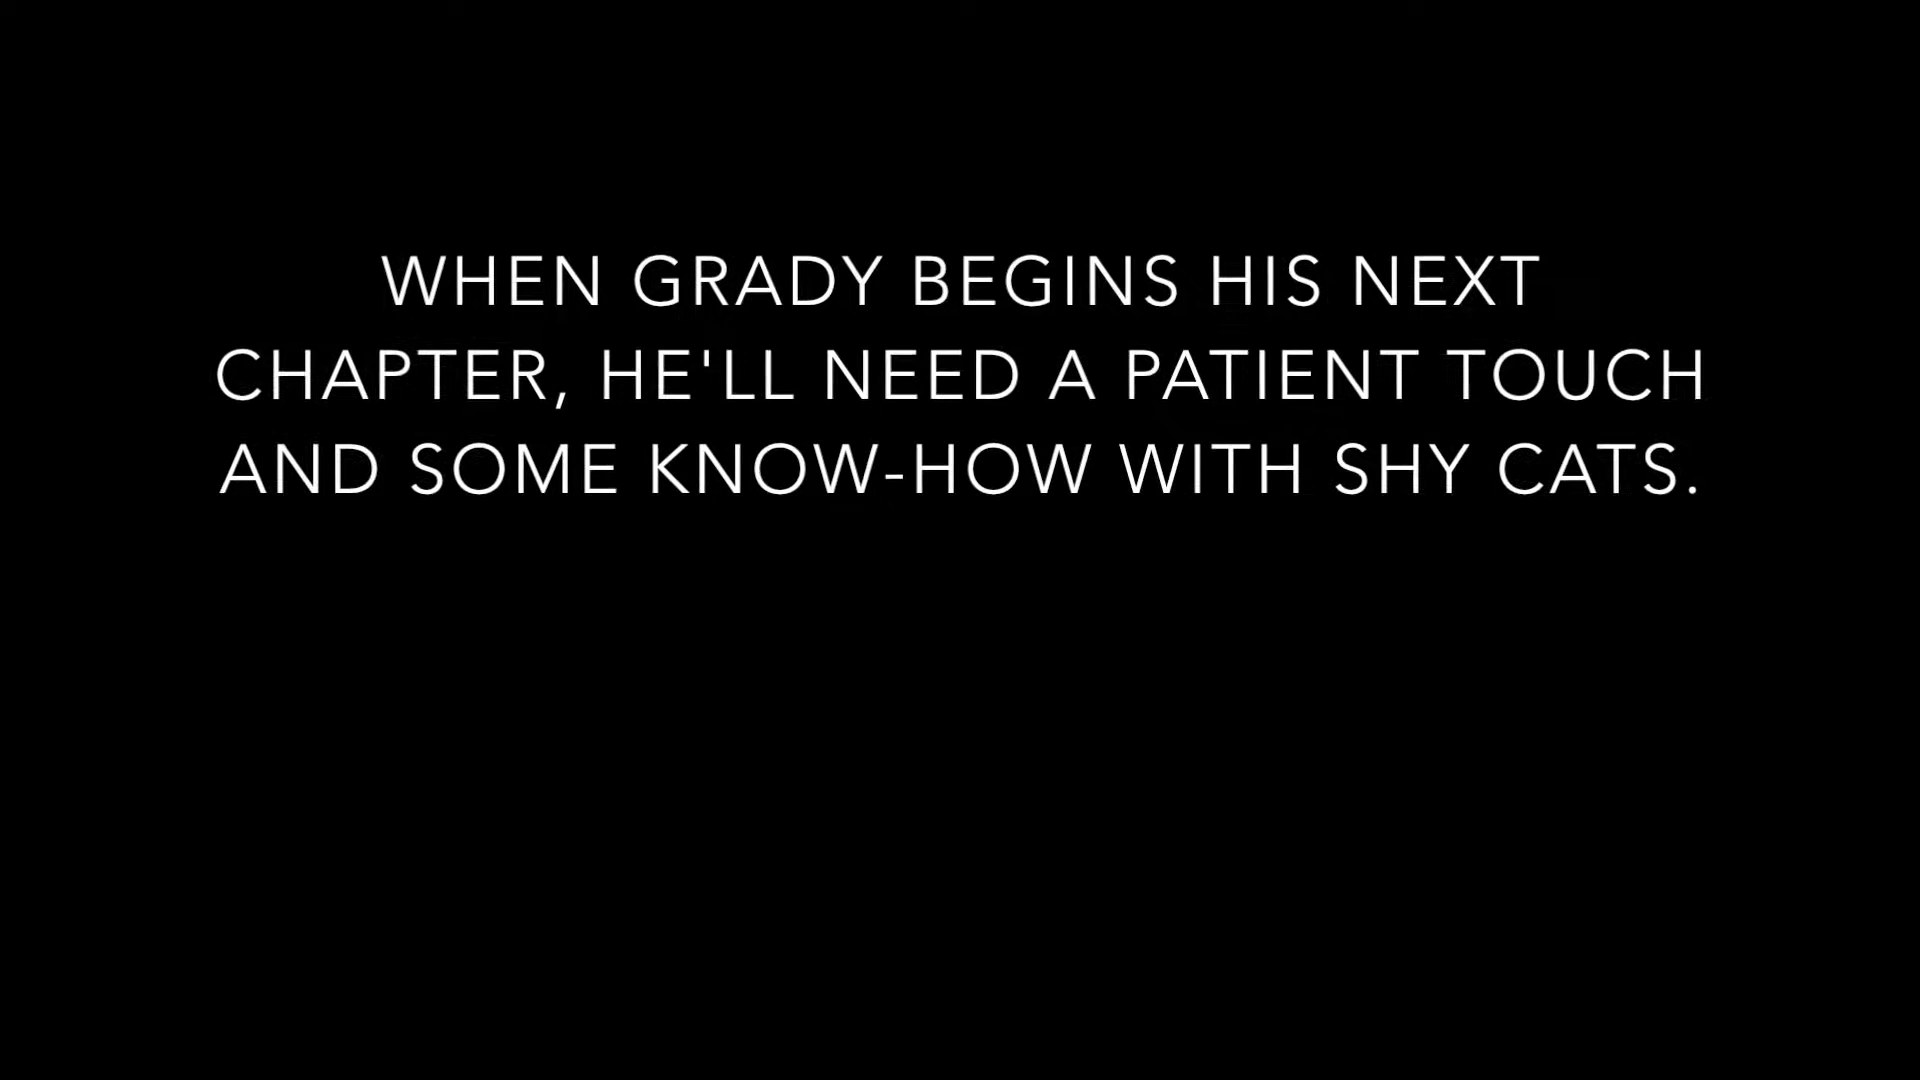 WHEN GRADY BEGINS HIS NEXT
CHAPTER, HE'LL NEED A PATIENT TOUCH
AND SOME KNOW-HOW WITH SHY CATS.